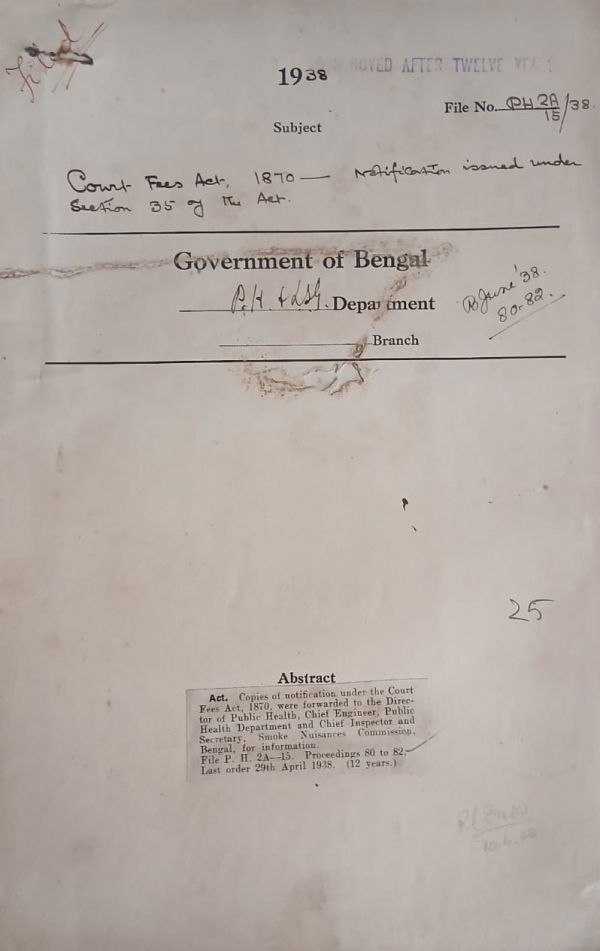 Filed
1938
REMOVED AFTER TWELVE YEARS
File No. PH 2A/15/38
Subject
Court Fees Act, 1870 — Notification issued under
Section 35 of the Act.
Government of Bengal
P.H & LSG. Department
B June '38.
80-82.
Branch
25
Abstract
Act. Copies of notification under the Court
Fees Act, 1870, were forwarded to the Direc-
tor of Public Health, Chief Engineer, Public
Health Department and Chief Inspector and
Secretary, Smoke Nuisances Commission,
Bengal, for information.
File P. H. 2A—15. Proceedings 80 to 82.
Last order 29th April 1938. (12 years.)